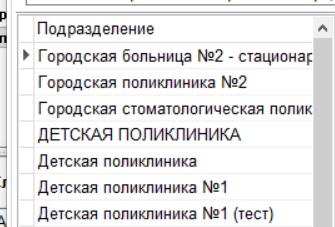 Подразделение
Городская больница №2 - стационар
Городская поликлиника №2
Городская стоматологическая полик
ДЕТСКАЯ ПОЛИКЛИНИКА
Детская поликлиника
Детская поликлиника №1
Детская поликлиника №1 (тест)